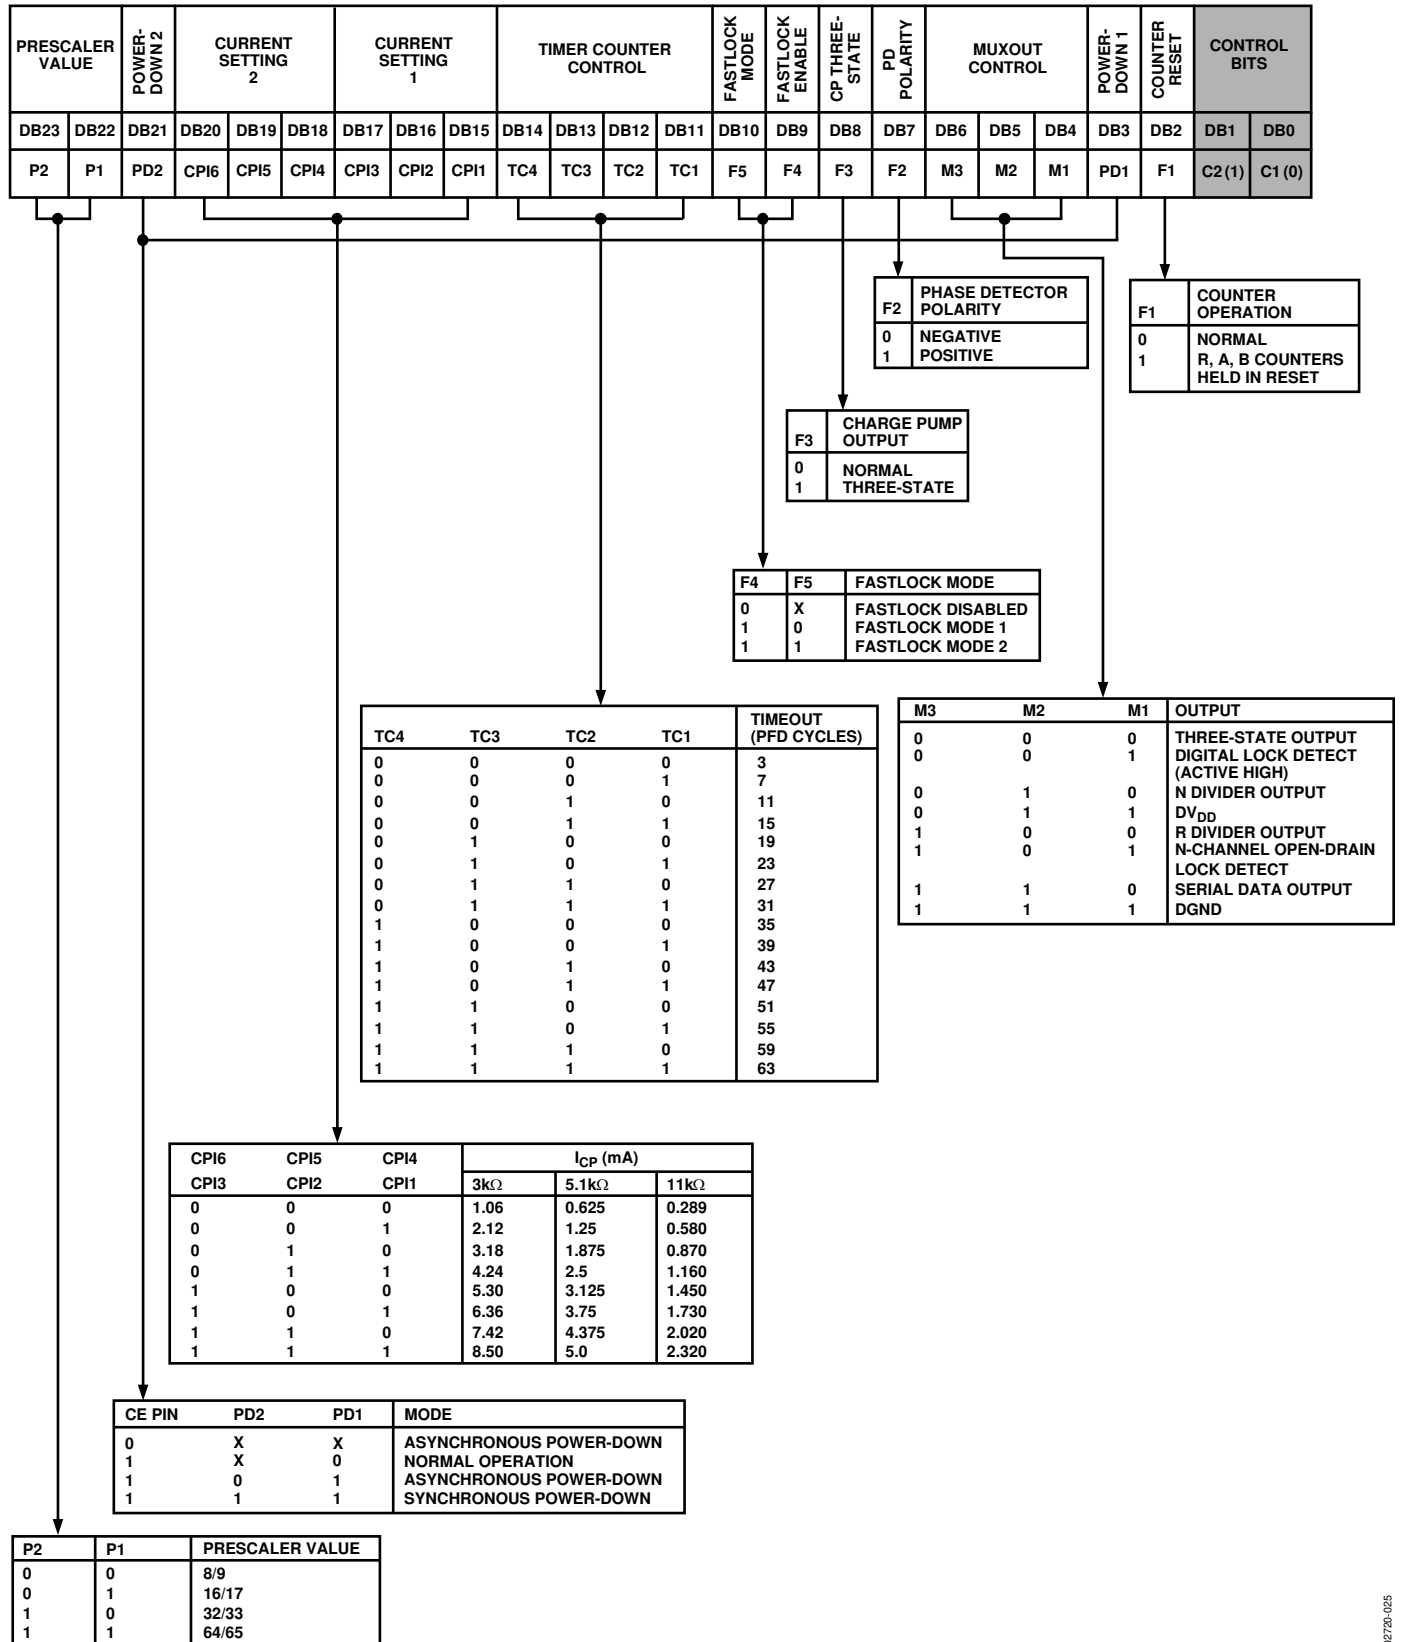 PRESCALER VALUE
POWER-DOWN 2
CURRENT SETTING 2
CURRENT SETTING 1
TIMER COUNTER CONTROL
FASTLOCK MODE
FASTLOCK ENABLE
CP THREE-STATE
PD POLARITY
MUXOUT CONTROL
POWER-DOWN 1
COUNTER RESET
CONTROL BITS
DB23 DB22 DB21 DB20 DB19 DB18 DB17 DB16 DB15 DB14 DB13 DB12 DB11 DB10 DB9 DB8 DB7 DB6 DB5 DB4 DB3 DB2 DB1 DB0
P2 P1 PD2 CPI6 CPI5 CPI4 CPI3 CPI2 CPI1 TC4 TC3 TC2 TC1 F5 F4 F3 F2 M3 M2 M1 PD1 F1 C2 (1) C1 (0)
F2 PHASE DETECTOR POLARITY
0 NEGATIVE
1 POSITIVE
F1 COUNTER OPERATION
0 NORMAL
1 R, A, B COUNTERS
HELD IN RESET
F3 CHARGE PUMP OUTPUT
0 NORMAL
1 THREE-STATE
F4 F5 FASTLOCK MODE
0 X FASTLOCK DISABLED
1 0 FASTLOCK MODE 1
1 1 FASTLOCK MODE 2
M3 M2 M1 OUTPUT
0 0 0 THREE-STATE OUTPUT
0 0 1 DIGITAL LOCK DETECT
(ACTIVE HIGH)
0 1 0 N DIVIDER OUTPUT
0 1 1 DVDD
1 0 0 R DIVIDER OUTPUT
1 0 1 N-CHANNEL OPEN-DRAIN
LOCK DETECT
1 1 0 SERIAL DATA OUTPUT
1 1 1 DGND
TC4 TC3 TC2 TC1 TIMEOUT (PFD CYCLES)
0 0 0 0 3
0 0 0 1 7
0 0 1 0 11
0 0 1 1 15
0 1 0 0 19
0 1 0 1 23
0 1 1 0 27
0 1 1 1 31
1 0 0 0 35
1 0 0 1 39
1 0 1 0 43
1 0 1 1 47
1 1 0 0 51
1 1 0 1 55
1 1 1 0 59
1 1 1 1 63
CPI6 CPI5 CPI4 ICP (mA)
CPI3 CPI2 CPI1 3kΩ 5.1kΩ 11kΩ
0 0 0 1.06 0.625 0.289
0 0 1 2.12 1.25 0.580
0 1 0 3.18 1.875 0.870
0 1 1 4.24 2.5 1.160
1 0 0 5.30 3.125 1.450
1 0 1 6.36 3.75 1.730
1 1 0 7.42 4.375 2.020
1 1 1 8.50 5.0 2.320
CE PIN PD2 PD1 MODE
0 X X ASYNCHRONOUS POWER-DOWN
1 X 0 NORMAL OPERATION
1 0 1 ASYNCHRONOUS POWER-DOWN
1 1 1 SYNCHRONOUS POWER-DOWN
P2 P1 PRESCALER VALUE
0 0 8/9
0 1 16/17
1 0 32/33
1 1 64/65
02720-025